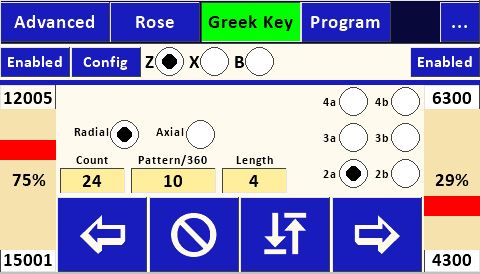 Advanced Rose Greek Key Program ...
Enabled Config Z X B Enabled
12005 4a 4b 6300
Radial Axial 3a 3b
Count Pattern/360 Length
75% 24 10 4 2a 2b 29%
15001 4300